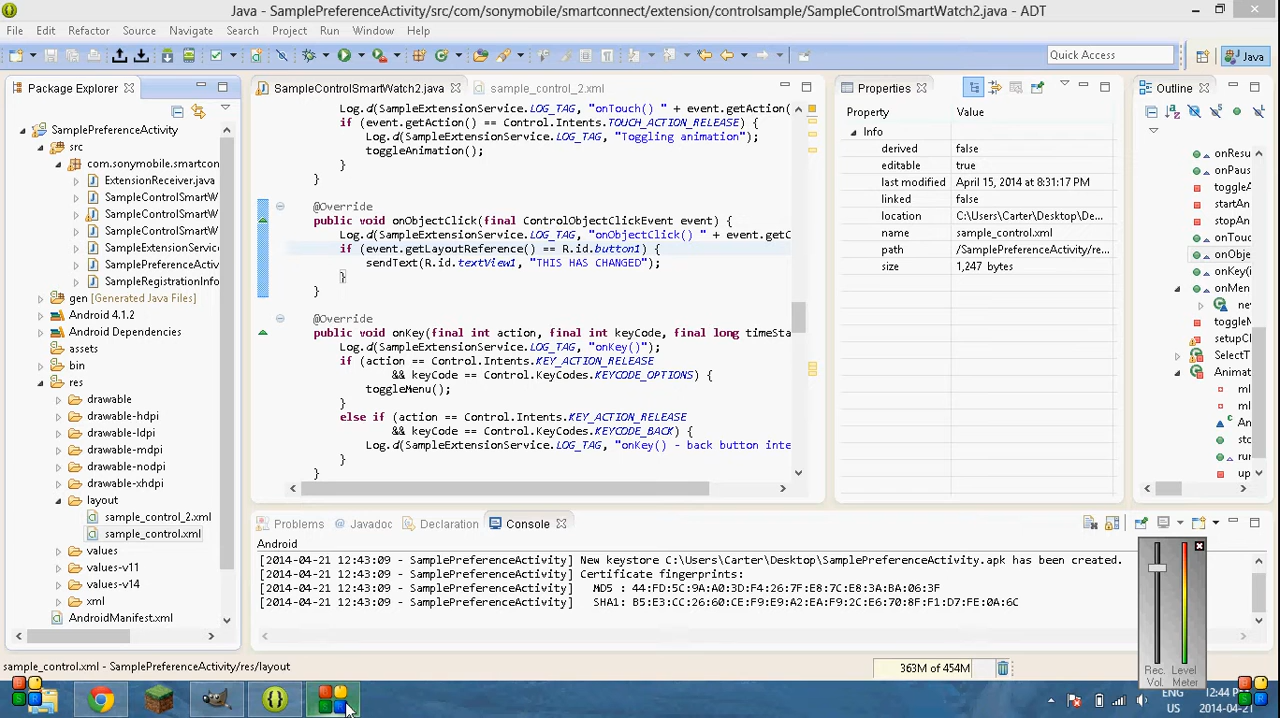 Java - SamplePreferenceActivity/src/com/sonymobile/smartconnect/extension/controlsample/SampleControlSmartWatch2.java - ADT
File Edit Refactor Source Navigate Search Project Run Window Help
Quick Access
Java
Package Explorer
SamplePreferenceActivity
src
com.sonymobile.smartcon
ExtensionReceiver.java
SampleControlSmartW
SampleControlSmartW
SampleControlSmartW
SampleExtensionService
SamplePreferenceActivi
SampleRegistrationInfo
gen [Generated Java Files]
Android 4.1.2
Android Dependencies
assets
bin
res
drawable
drawable-hdpi
drawable-ldpi
drawable-mdpi
drawable-nodpi
drawable-xhdpi
layout
sample_control_2.xml
sample_control.xml
values
values-v11
values-v14
xml
AndroidManifest.xml
SampleControlSmartWatch2.java
sample_control_2.xml
Log.d(SampleExtensionService.LOG_TAG, "onTouch() " + event.getAction(
if (event.getAction() == Control.Intents.TOUCH_ACTION_RELEASE) {
Log.d(SampleExtensionService.LOG_TAG, "Toggling animation");
toggleAnimation();
}
}
@Override
public void onObjectClick(final ControlObjectClickEvent event) {
Log.d(SampleExtensionService.LOG_TAG, "onObjectClick() " + event.getC
if (event.getLayoutReference() == R.id.button1) {
sendText(R.id.textView1, "THIS HAS CHANGED");
}
}
@Override
public void onKey(final int action, final int keyCode, final long timeSta
Log.d(SampleExtensionService.LOG_TAG, "onKey()");
if (action == Control.Intents.KEY_ACTION_RELEASE
&& keyCode == Control.KeyCodes.KEYCODE_OPTIONS) {
toggleMenu();
}
else if (action == Control.Intents.KEY_ACTION_RELEASE
&& keyCode == Control.KeyCodes.KEYCODE_BACK) {
Log.d(SampleExtensionService.LOG_TAG, "onKey() - back button inte
}
}
Properties
Property Value
Info
derived false
editable true
last modified April 15, 2014 at 8:31:17 PM
linked false
location C:\Users\Carter\Desktop\De...
name sample_control.xml
path /SamplePreferenceActivity/re...
size 1,247 bytes
Outline
onResu
onPaus
toggleA
startAn
stopAn
onTouc
onObje
onKey(i
onMen
nev
toggleM
setupCl
SelectT
Animat
ml
ml
An
sto
rur
up
Problems Javadoc Declaration Console
Android
[2014-04-21 12:43:09 - SamplePreferenceActivity] New keystore C:\Users\Carter\Desktop\SamplePreferenceActivity.apk has been created.
[2014-04-21 12:43:09 - SamplePreferenceActivity] Certificate fingerprints:
[2014-04-21 12:43:09 - SamplePreferenceActivity] MD5 : 44:FD:5C:9A:A0:3D:F4:26:7F:E8:7C:E8:3A:BA:06:3F
[2014-04-21 12:43:09 - SamplePreferenceActivity] SHA1: B5:E3:CC:26:60:CE:F9:E9:A2:EA:F9:2C:E6:70:8F:F1:D7:FE:0A:6C
Rec. Vol.
Level Meter
sample_control.xml - SamplePreferenceActivity/res/layout
363M of 454M
ENG US
12:44 PM
2014-04-21